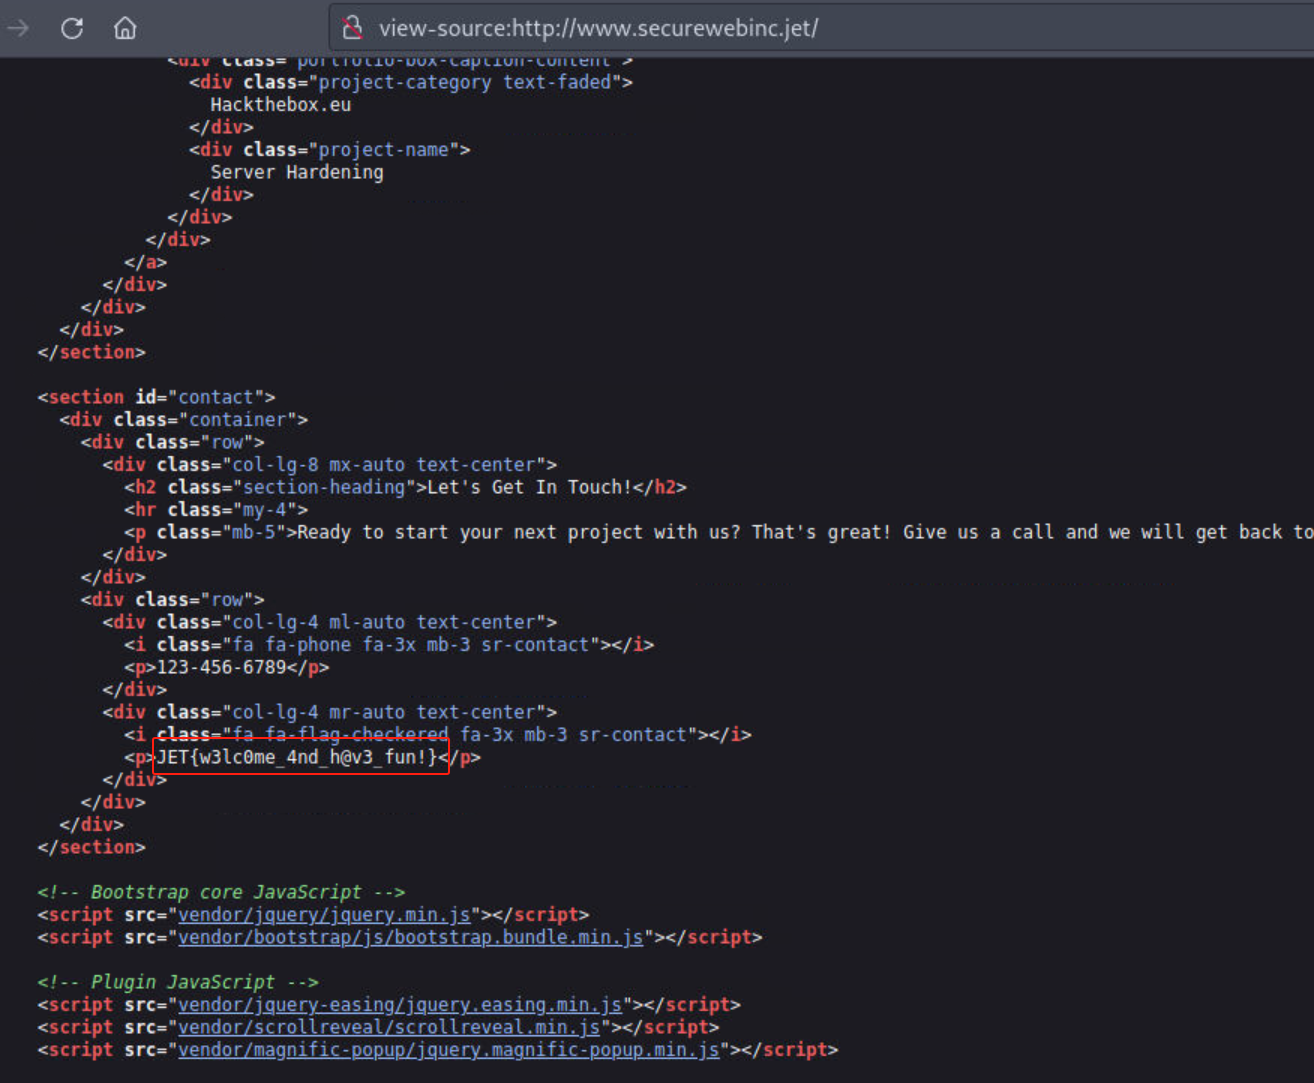 view-source:http://www.securewebinc.jet/
<div class="portfolio-box-caption-content">
<div class="project-category text-faded">
Hackthebox.eu
</div>
<div class="project-name">
Server Hardening
</div>
</div>
</div>
</a>
</div>
</div>
</div>
</section>
<section id="contact">
<div class="container">
<div class="row">
<div class="col-lg-8 mx-auto text-center">
<h2 class="section-heading">Let's Get In Touch!</h2>
<hr class="my-4">
<p class="mb-5">Ready to start your next project with us? That's great! Give us a call and we will get back to
</div>
</div>
<div class="row">
<div class="col-lg-4 ml-auto text-center">
<i class="fa fa-phone fa-3x mb-3 sr-contact"></i>
<p>123-456-6789</p>
</div>
<div class="col-lg-4 mr-auto text-center">
<i class="fa fa-flag-checkered fa-3x mb-3 sr-contact"></i>
<p>JET{w3lc0me_4nd_h@v3_fun!}</p>
</div>
</div>
</div>
</section>
<!-- Bootstrap core JavaScript -->
<script src="vendor/jquery/jquery.min.js"></script>
<script src="vendor/bootstrap/js/bootstrap.bundle.min.js"></script>
<!-- Plugin JavaScript -->
<script src="vendor/jquery-easing/jquery.easing.min.js"></script>
<script src="vendor/scrollreveal/scrollreveal.min.js"></script>
<script src="vendor/magnific-popup/jquery.magnific-popup.min.js"></script>